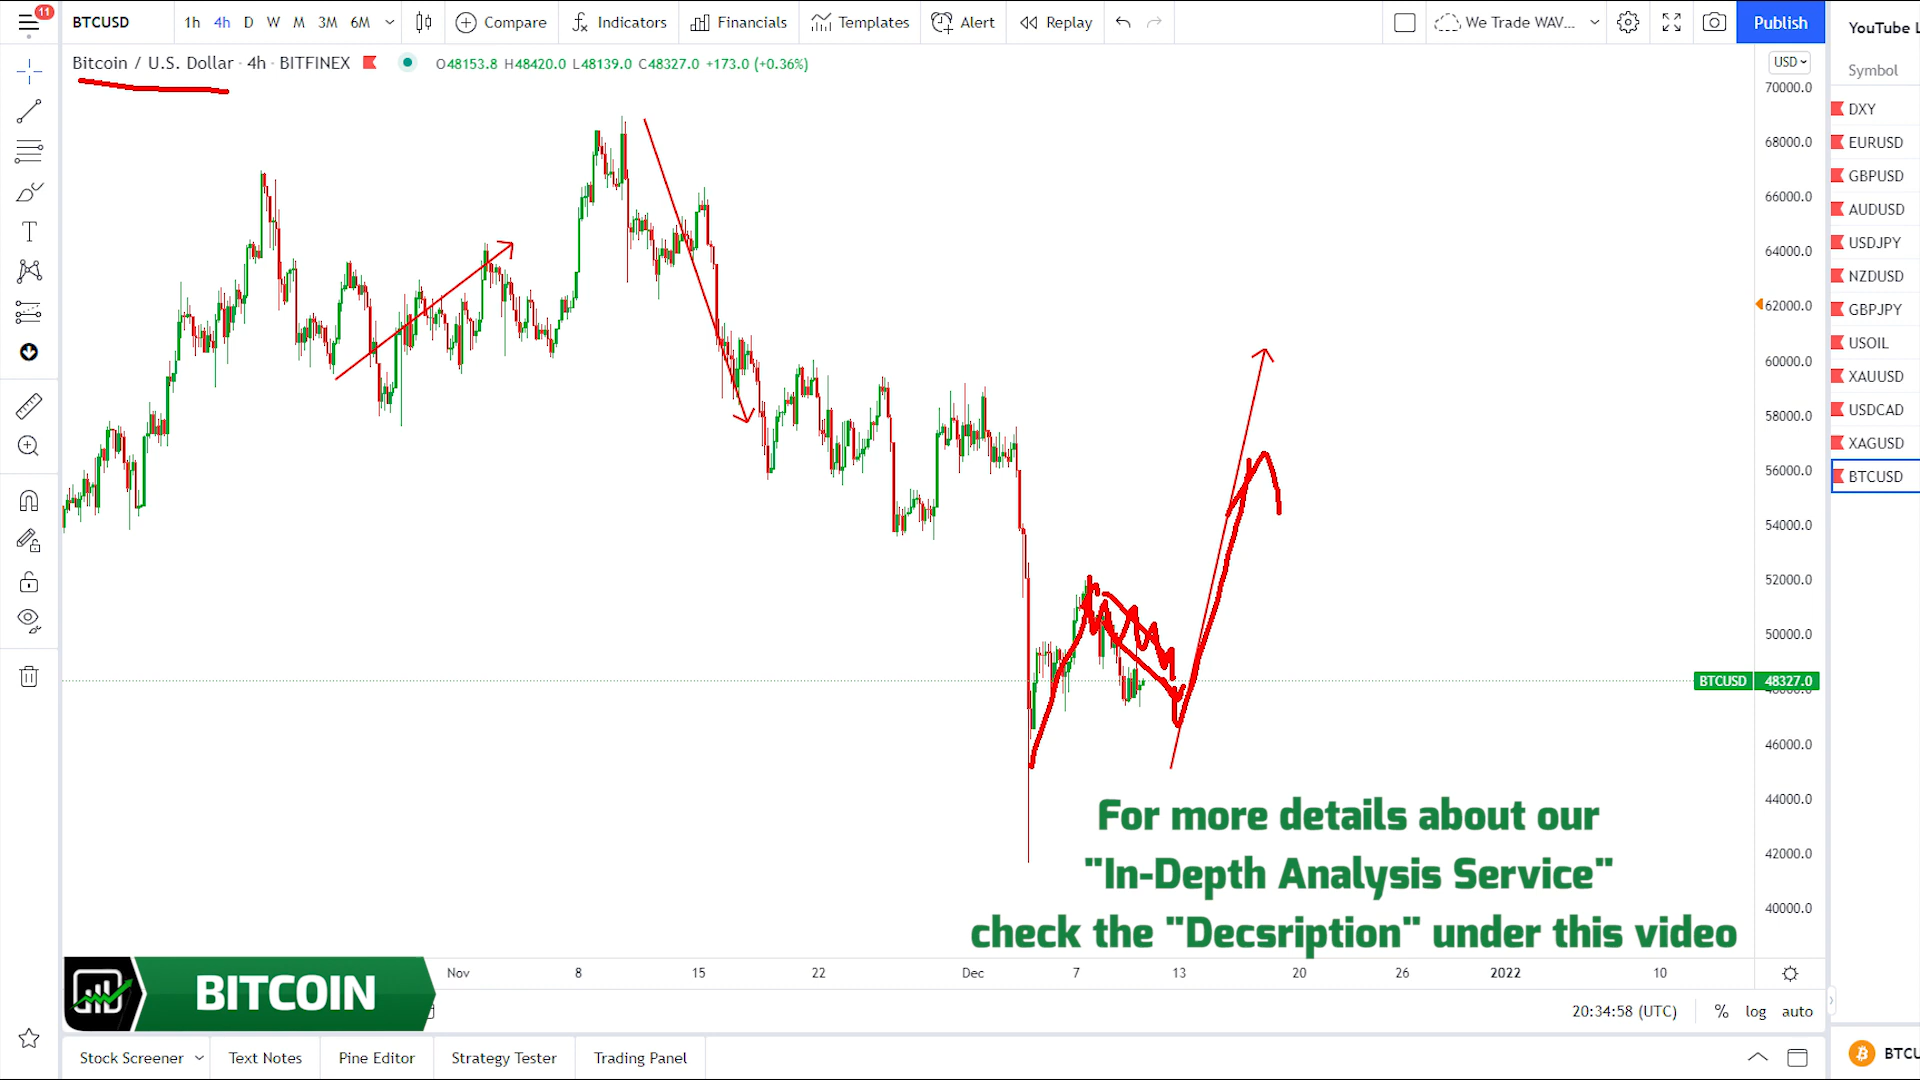 11
BTCUSD
1h 4h D W M 3M 6M
Compare
Indicators
Financials
Templates
Alert
Replay
We Trade WAV...
Publish
YouTube L
Bitcoin / U.S. Dollar · 4h · BITFINEX
O48153.8 H48420.0 L48139.0 C48327.0 +173.0 (+0.36%)
USD
Symbol
70000.0
68000.0
66000.0
64000.0
62000.0
60000.0
58000.0
56000.0
54000.0
52000.0
50000.0
BTCUSD 48327.0
46000.0
44000.0
42000.0
40000.0
DXY
EURUSD
GBPUSD
AUDUSD
USDJPY
NZDUSD
GBPJPY
USOIL
XAUUSD
USDCAD
XAGUSD
BTCUSD
For more details about our
"In-Depth Analysis Service"
check the "Decsription" under this video
Nov 8 15 22 Dec 7 13 20 26 2022 10
BITCOIN
20:34:58 (UTC)
% log auto
Stock Screener
Text Notes
Pine Editor
Strategy Tester
Trading Panel
BTCU